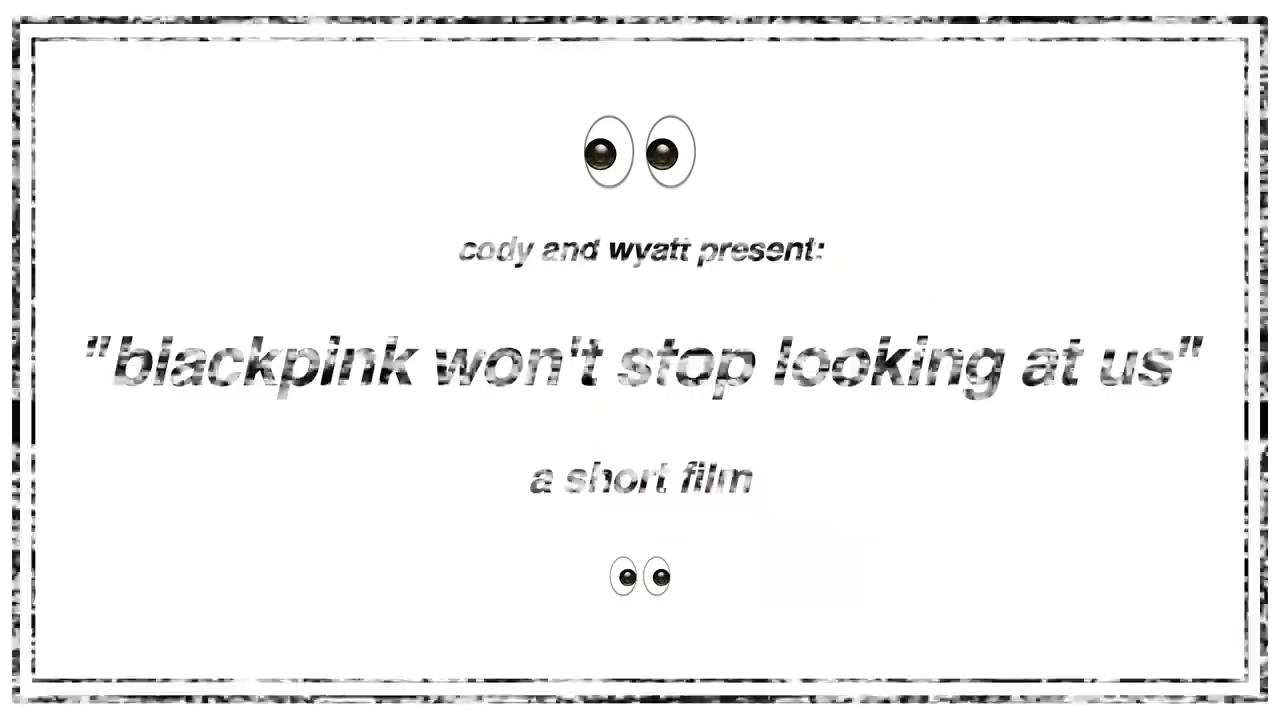 cody and wyatt present:
"blackpink won't stop looking at us"
a short film